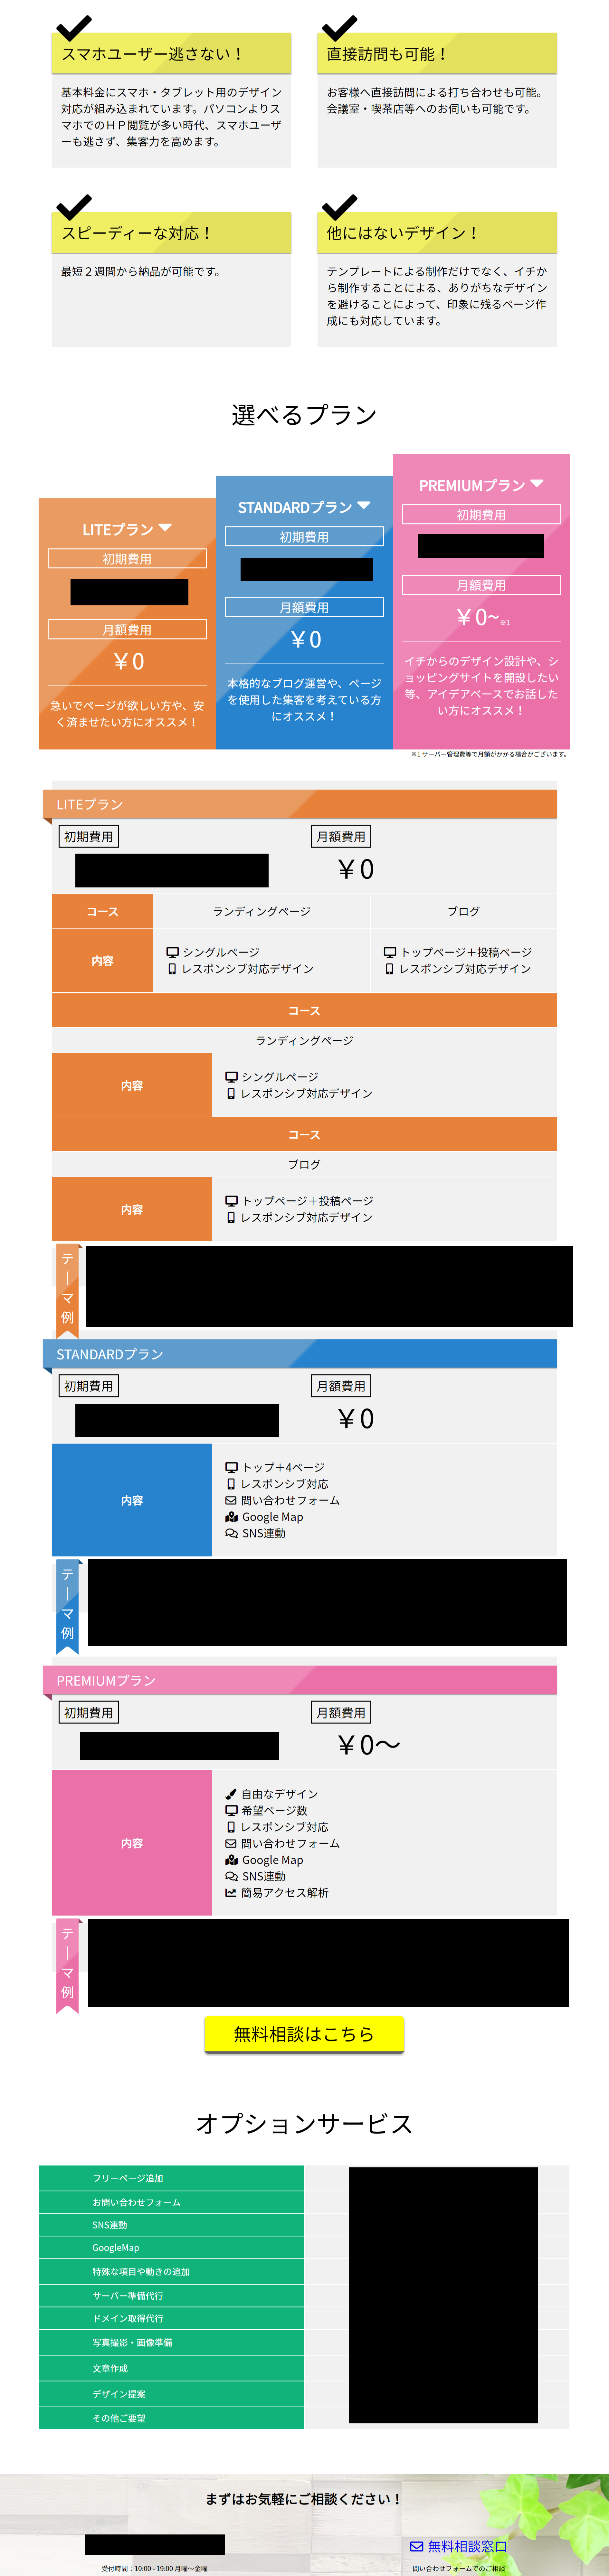 スマホユーザー逃さない！
基本料金にスマホ・タブレット用のデザイン
対応が組み込まれています。パソコンよりス
マホでのＨＰ閲覧が多い時代、スマホユーザ
ーも逃さず、集客力を高めます。
直接訪問も可能！
お客様へ直接訪問による打ち合わせも可能。
会議室・喫茶店等へのお伺いも可能です。
スピーディーな対応！
最短２週間から納品が可能です。
他にはないデザイン！
テンプレートによる制作だけでなく、イチか
ら制作することによる、ありがちなデザイン
を避けることによって、印象に残るページ作
成にも対応しています。
選べるプラン
LITEプラン
初期費用
月額費用
￥0
急いでページが欲しい方や、安
く済ませたい方にオススメ！
STANDARDプラン
初期費用
月額費用
￥0
本格的なブログ運営や、ページ
を使用した集客を考えている方
にオススメ！
PREMIUMプラン
初期費用
月額費用
￥0〜※1
イチからのデザイン設計や、シ
ョッピングサイトを開設したい
等、アイデアベースでお話した
い方にオススメ！
※1 サーバー管理費等で月額がかかる場合がございます。
LITEプラン
初期費用
月額費用
￥0
コース ランディングページ ブログ
内容
シングルページ
レスポンシブ対応デザイン
トップページ＋投稿ページ
レスポンシブ対応デザイン
コース
ランディングページ
内容
シングルページ
レスポンシブ対応デザイン
コース
ブログ
内容
トップページ＋投稿ページ
レスポンシブ対応デザイン
テーマ例
STANDARDプラン
初期費用
月額費用
￥0
内容
トップ＋4ページ
レスポンシブ対応
問い合わせフォーム
Google Map
SNS連動
テーマ例
PREMIUMプラン
初期費用
月額費用
￥0〜
内容
自由なデザイン
希望ページ数
レスポンシブ対応
問い合わせフォーム
Google Map
SNS連動
簡易アクセス解析
テーマ例
無料相談はこちら
オプションサービス
フリーページ追加
お問い合わせフォーム
SNS連動
GoogleMap
特殊な項目や動きの追加
サーバー準備代行
ドメイン取得代行
写真撮影・画像準備
文章作成
デザイン提案
その他ご要望
まずはお気軽にご相談ください！
受付時間：10:00 - 19:00 月曜〜金曜
無料相談窓口
問い合わせフォームでのご相談